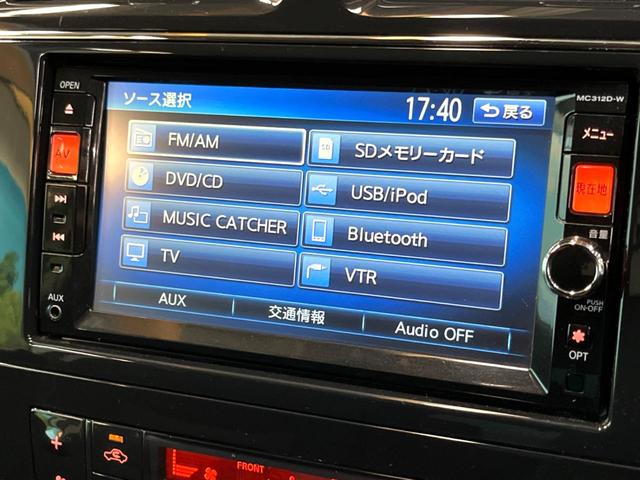 OPEN
MC312D-W
ソース選択
17:40
戻る
メニュー
AV
FM/AM
SDメモリーカード
DVD/CD
USB/iPod
現在地
MUSIC CATCHER
Bluetooth
音量
TV
VTR
AUX
AUX
交通情報
Audio OFF
PUSH
ON-OFF
OPT
FRONT